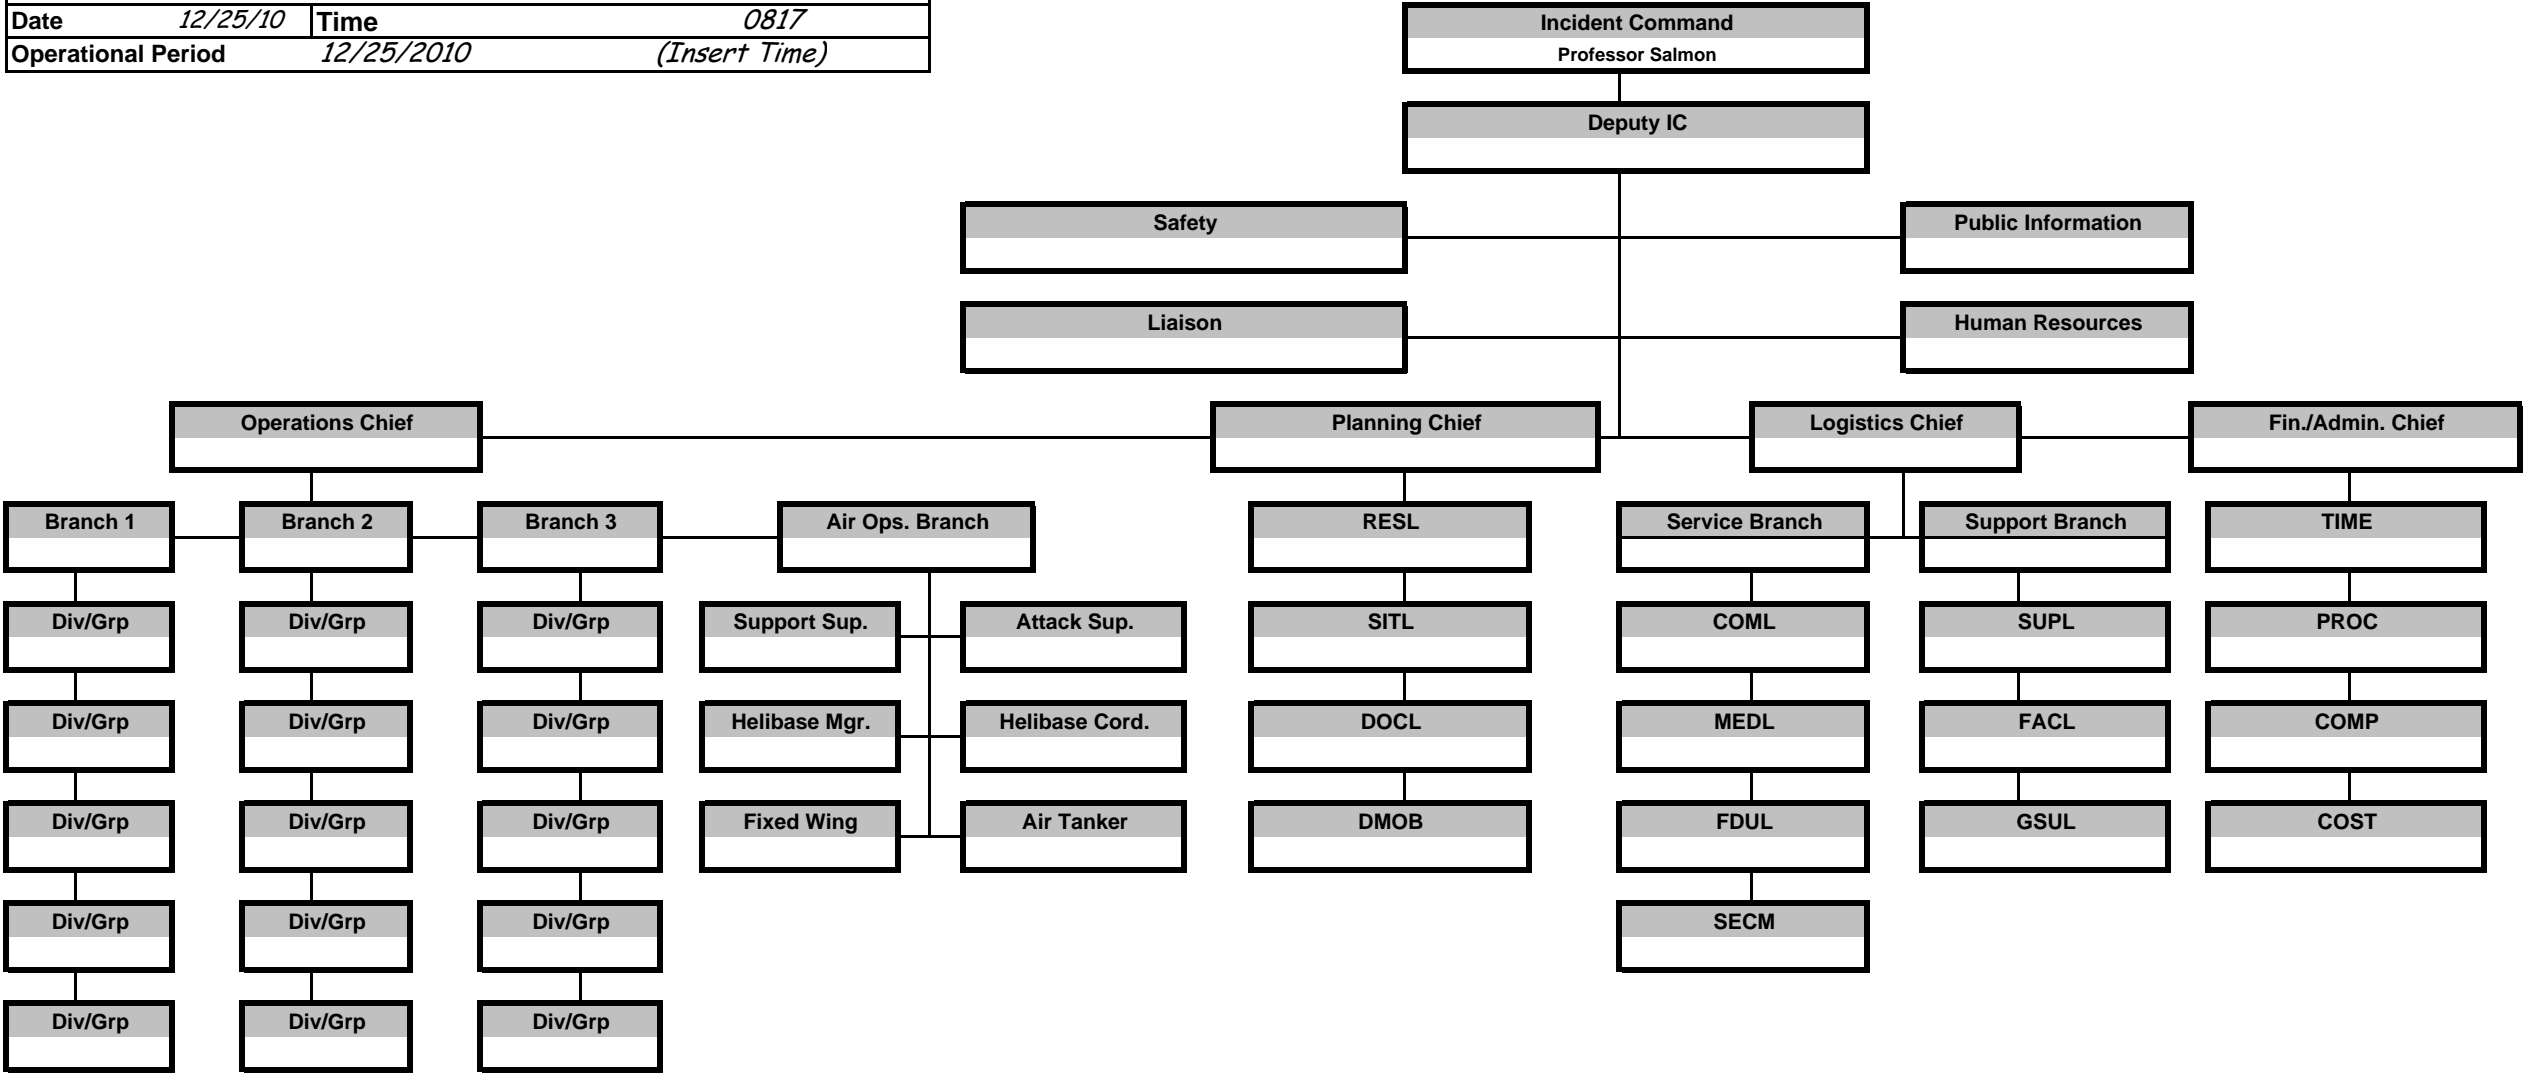 Date 12/25/10 Time 0817
Operational Period 12/25/2010 (Insert Time)
Incident Command
Professor Salmon
Deputy IC
Safety Public Information
Liaison Human Resources
Operations Chief Planning Chief Logistics Chief Fin./Admin. Chief
Branch 1 Branch 2 Branch 3 Air Ops. Branch RESL Service Branch Support Branch TIME
Div/Grp Div/Grp Div/Grp Support Sup. Attack Sup. SITL COML SUPL PROC
Div/Grp Div/Grp Div/Grp Helibase Mgr. Helibase Cord. DOCL MEDL FACL COMP
Div/Grp Div/Grp Div/Grp Fixed Wing Air Tanker DMOB FDUL GSUL COST
Div/Grp Div/Grp Div/Grp SECM
Div/Grp Div/Grp Div/Grp